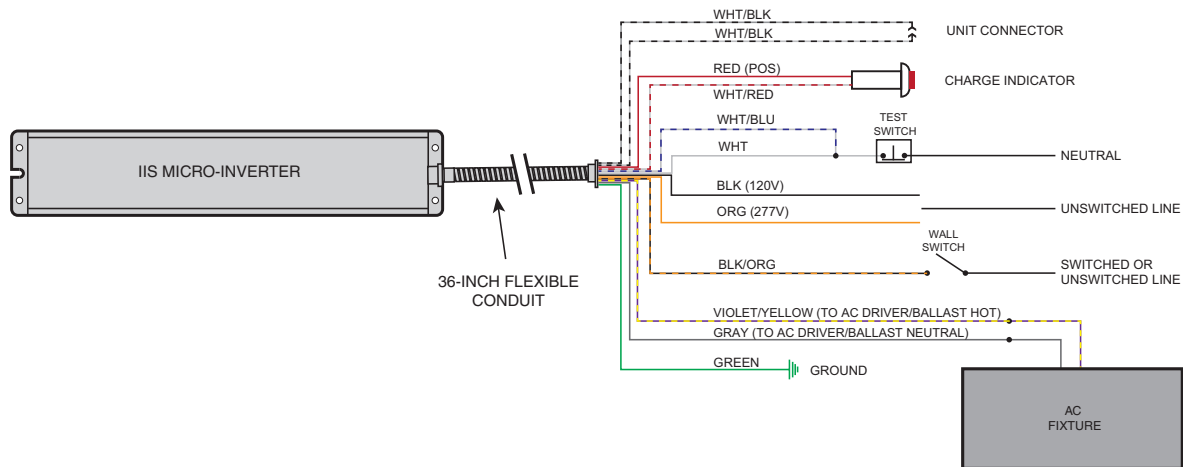 WHT/BLK
WHT/BLK
UNIT CONNECTOR
RED (POS)
CHARGE INDICATOR
WHT/RED
WHT/BLU
TEST
SWITCH
WHT
NEUTRAL
IIS MICRO-INVERTER
BLK (120V)
UNSWITCHED LINE
ORG (277V)
WALL
SWITCH
36-INCH FLEXIBLE
CONDUIT
BLK/ORG
SWITCHED OR
UNSWITCHED LINE
VIOLET/YELLOW (TO AC DRIVER/BALLAST HOT)
GRAY (TO AC DRIVER/BALLAST NEUTRAL)
GREEN
GROUND
AC
FIXTURE